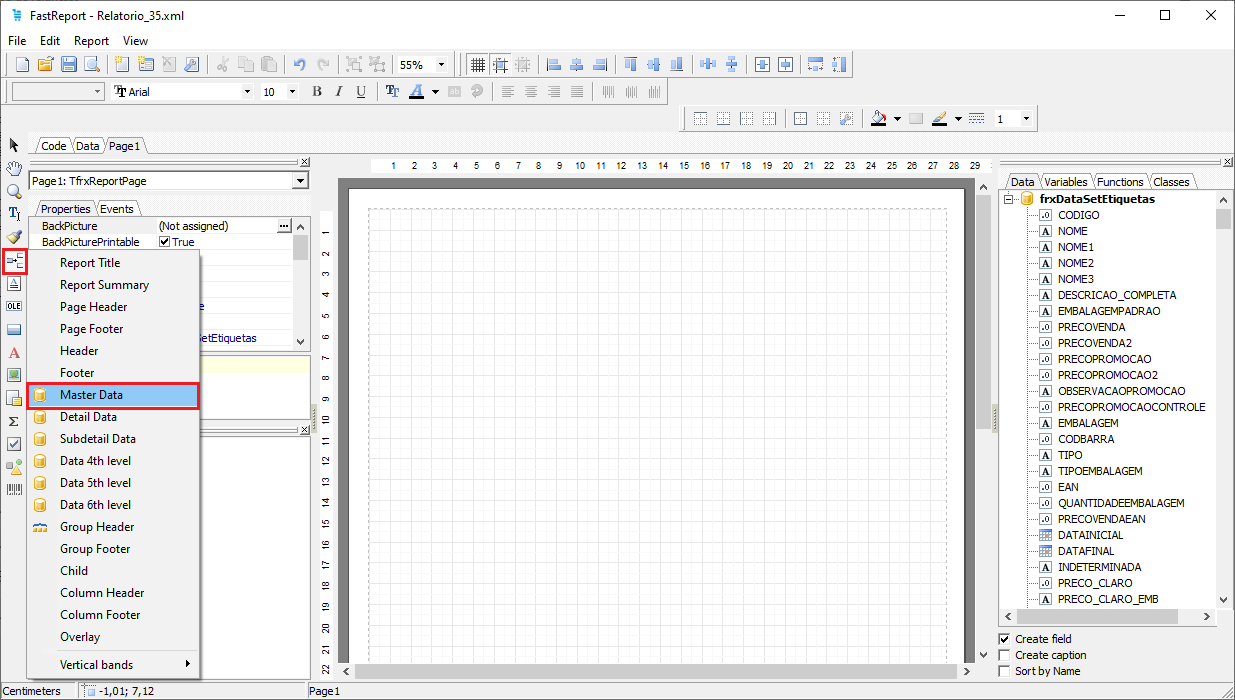 FastReport - Relatorio_35.xml
File Edit Report View
55%
Arial 10 B I U
1
Code Data Page1
Page1: TfrxReportPage
Properties Events
BackPicture (Not assigned)
BackPicturePrintable True
SetEtiquetas
OLE
Report Title
Report Summary
Page Header
Page Footer
Header
Footer
Master Data
Detail Data
Subdetail Data
Data 4th level
Data 5th level
Data 6th level
Group Header
Group Footer
Child
Column Header
Column Footer
Overlay
Vertical bands
1 2 3 4 5 6 7 8 9 10 11 12 13 14 15 16 17 18 19 20 21 22 23 24 25 26 27 28 29
1
2
3
4
5
6
7
8
9
10
11
12
13
14
15
16
17
18
19
20
21
22
Data Variables Functions Classes
frxDataSetEtiquetas
CODIGO
NOME
NOME1
NOME2
NOME3
DESCRICAO_COMPLETA
EMBALAGEMPADRAO
PRECOVENDA
PRECOVENDA2
PRECOPROMOCAO
PRECOPROMOCAO2
OBSERVACAOPROMOCAO
PRECOPROMOCAOCONTROLE
EMBALAGEM
CODBARRA
TIPO
TIPOEMBALAGEM
EAN
QUANTIDADEEMBALAGEM
PRECOVENDAEAN
DATAINICIAL
DATAFINAL
INDETERMINADA
PRECO_CLARO
PRECO_CLARO_EMB
Create field
Create caption
Sort by Name
Centimeters -1,01; 7,12 Page1